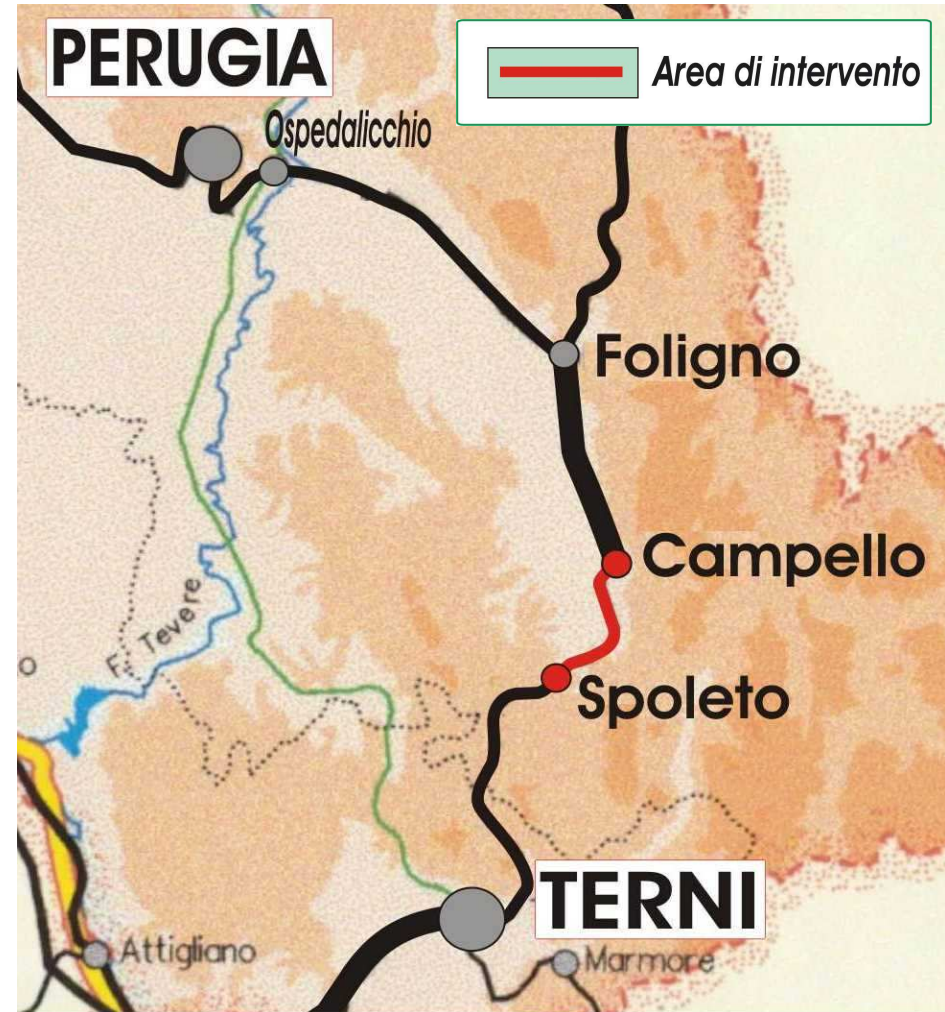 PERUGIA
Area di intervento
Ospedalicchio
Foligno
Campello
F. Tevere
o
Spoleto
TERNI
Attigliano
Marmore